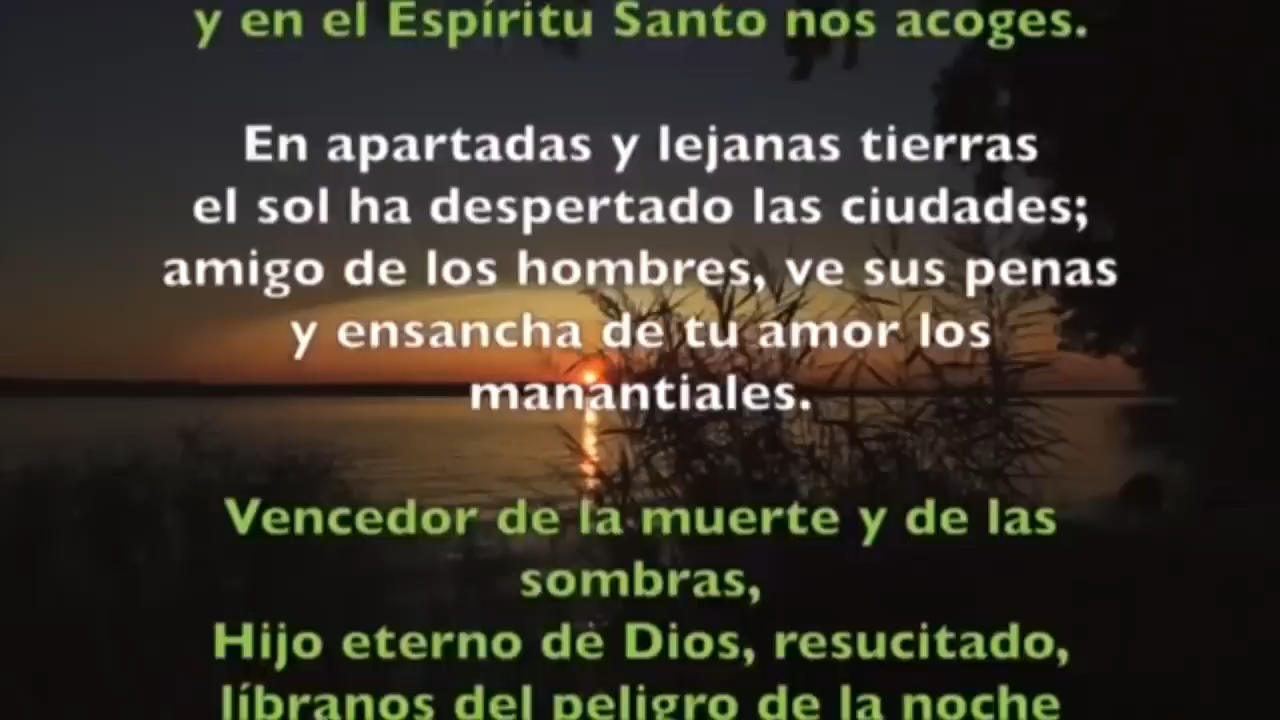 y en el Espíritu Santo nos acoges.
En apartadas y lejanas tierras
el sol ha despertado las ciudades;
amigo de los hombres, ve sus penas
y ensancha de tu amor los
manantiales.
Vencedor de la muerte y de las
sombras,
Hijo eterno de Dios, resucitado,
líbranos del peligro de la noche